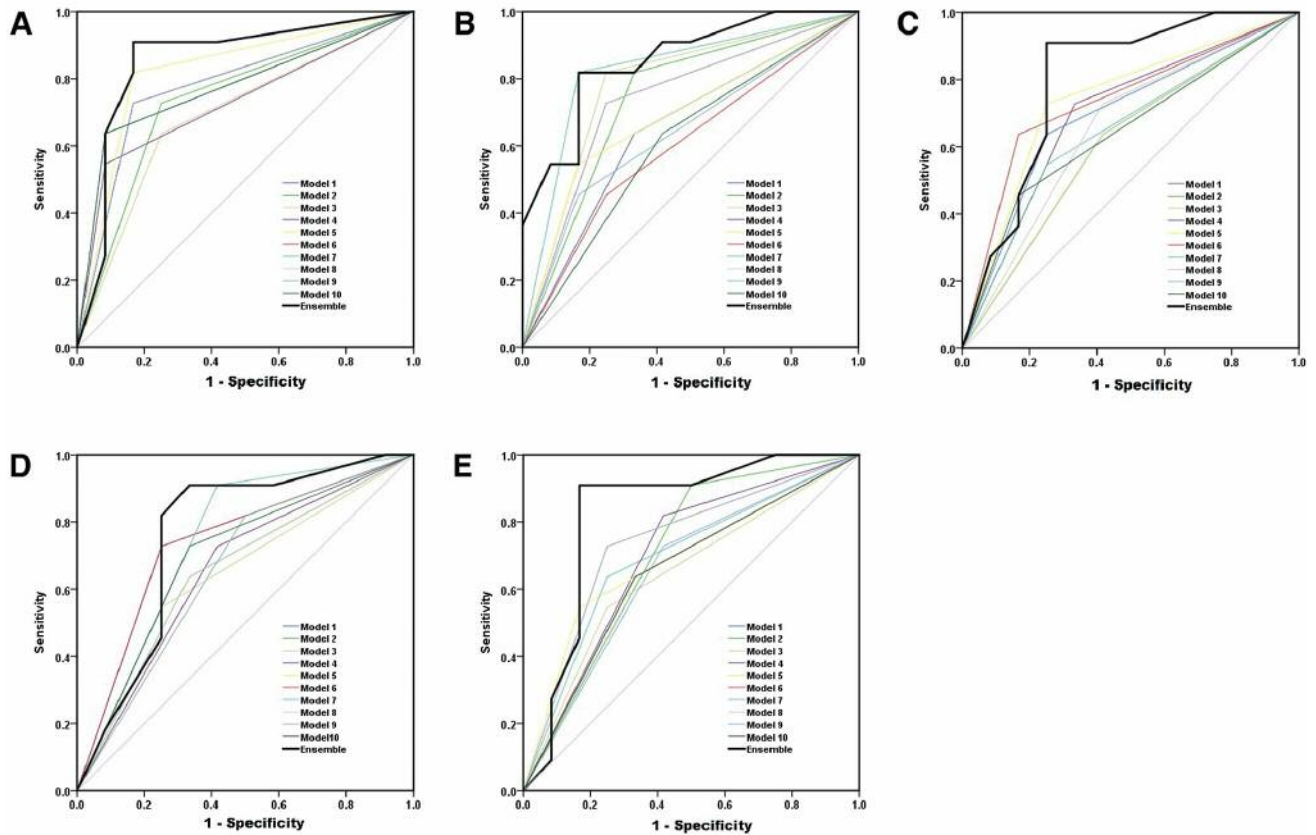 A
1.0
0.8
0.6
0.4
0.2
0.0
Sensitivity
0.0 0.2 0.4 0.6 0.8 1.0
1 - Specificity
Model 1
Model 2
Model 3
Model 4
Model 5
Model 6
Model 7
Model 8
Model 9
Model 10
Ensemble
B
1.0
0.8
0.6
0.4
0.2
0.0
Sensitivity
0.0 0.2 0.4 0.6 0.8 1.0
1 - Specificity
Model 1
Model 2
Model 3
Model 4
Model 5
Model 6
Model 7
Model 8
Model 9
Model 10
Ensemble
C
1.0
0.8
0.6
0.4
0.2
0.0
Sensitivity
0.0 0.2 0.4 0.6 0.8 1.0
1 - Specificity
Model 1
Model 2
Model 3
Model 4
Model 5
Model 6
Model 7
Model 8
Model 9
Model 10
Ensemble
D
1.0
0.8
0.6
0.4
0.2
0.0
Sensitivity
0.0 0.2 0.4 0.6 0.8 1.0
1 - Specificity
Model 1
Model 2
Model 3
Model 4
Model 5
Model 6
Model 7
Model 8
Model 9
Model10
Ensemble
E
1.0
0.8
0.6
0.4
0.2
0.0
Sensitivity
0.0 0.2 0.4 0.6 0.8 1.0
1 - Specificity
Model 1
Model 2
Model 3
Model 4
Model 5
Model 6
Model 7
Model 8
Model 9
Model 10
Ensemble